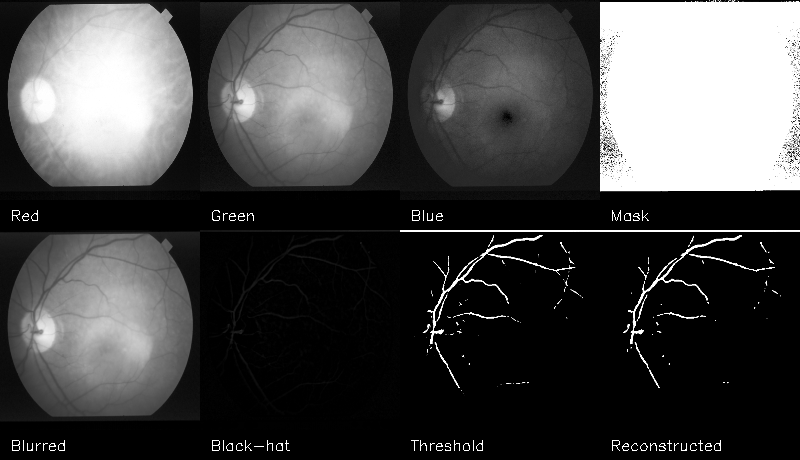 Red
Green
Blue
Mask
Blurred
Black-hat
Threshold
Reconstructed